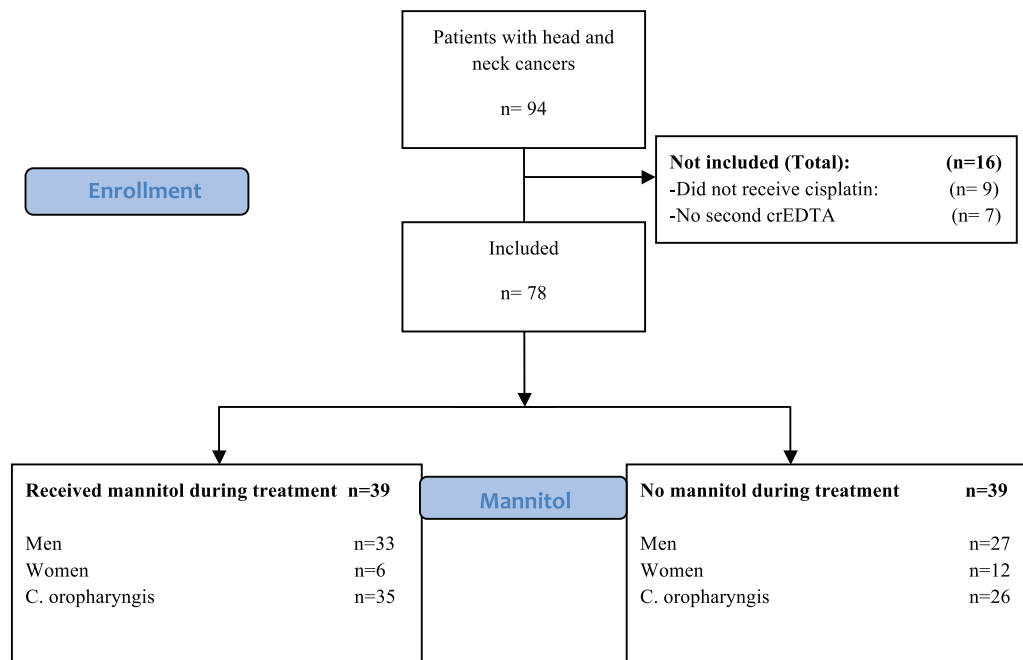 Patients with head and
neck cancers
n= 94
Not included (Total): (n=16)
-Did not receive cisplatin: (n= 9)
-No second crEDTA (n= 7)
Enrollment
Included
n= 78
Received mannitol during treatment n=39
Men n=33
Women n=6
C. oropharyngis n=35
Mannitol
No mannitol during treatment n=39
Men n=27
Women n=12
C. oropharyngis n=26